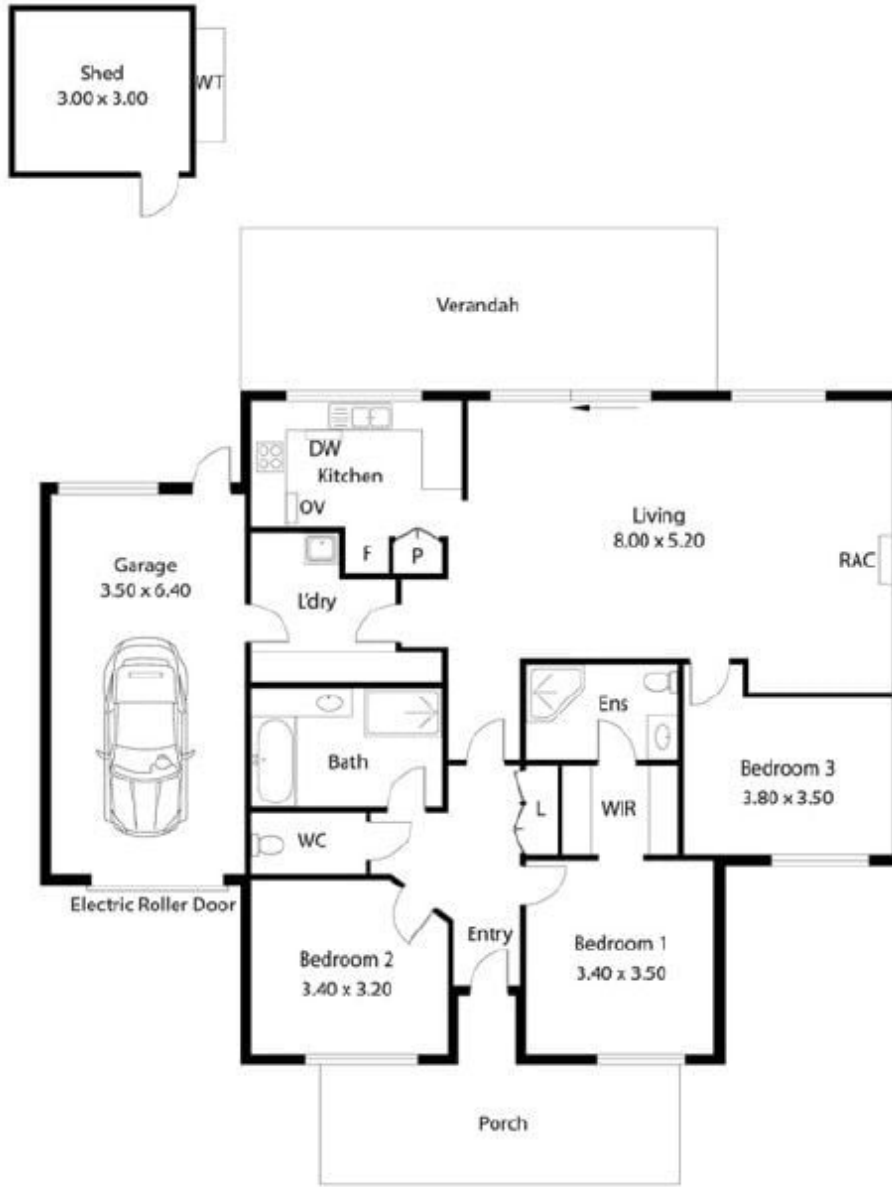 Shed
3.00 x 3.00
WT
Verandah
DW
Kitchen
OV
F
P
Living
8.00 x 5.20
RAC
Garage
3.50 x 6.40
L'dry
Ens
Bath
Bedroom 3
3.80 x 3.50
L
WIR
WC
Electric Roller Door
Entry
Bedroom 2
3.40 x 3.20
Bedroom 1
3.40 x 3.50
Porch